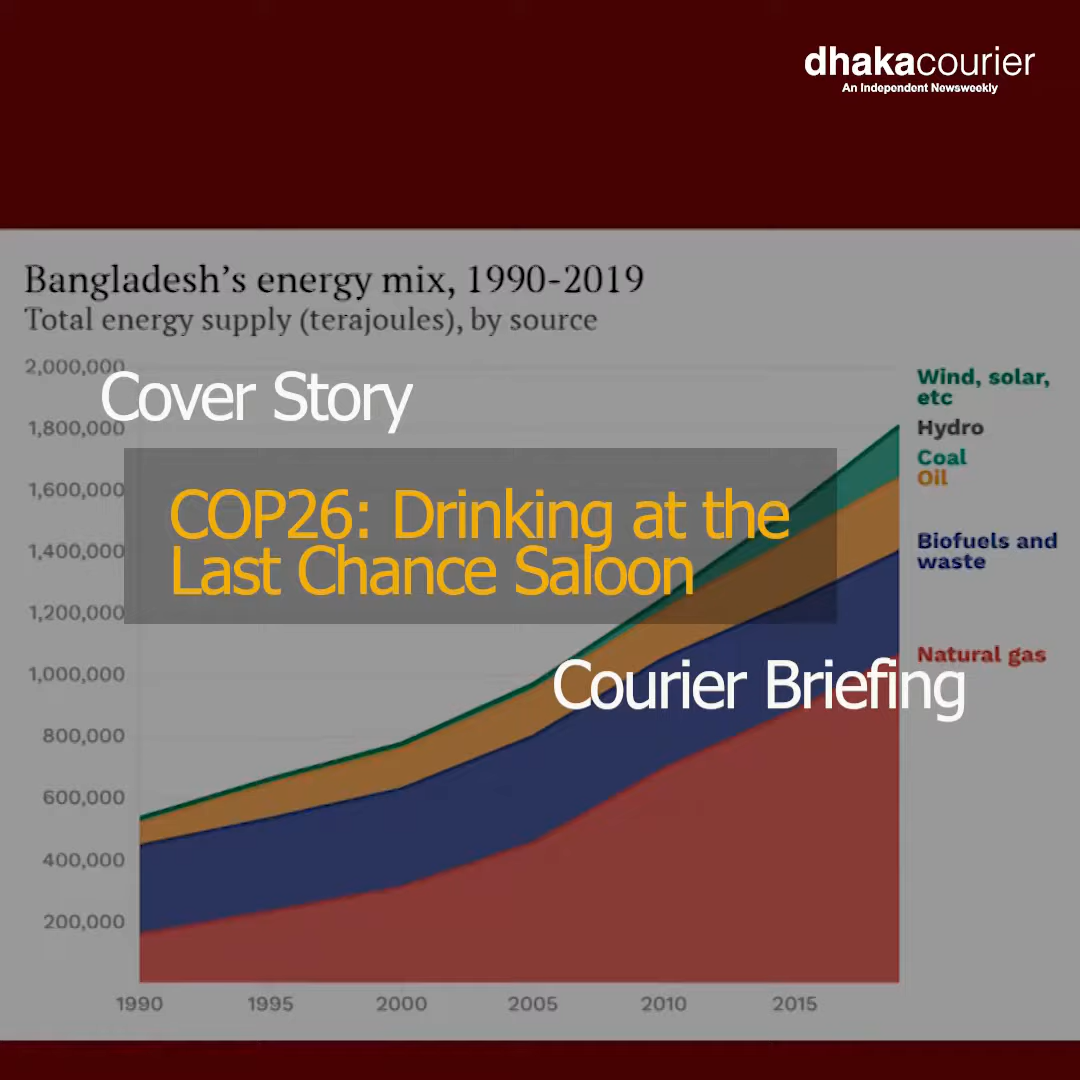 dhakacourier
An Independent Newsweekly
Bangladesh's energy mix, 1990-2019
Total energy supply (terajoules), by source
2,000,000
Cover Story
1,800,000
1,600,000
1,400,000
1,200,000
1,000,000
800,000
600,000
400,000
200,000
COP26: Drinking at the
Last Chance Saloon
Courier Briefing
Wind, solar,
etc
Hydro
Coal
Oil
Biofuels and
waste
Natural gas
1990 1995 2000 2005 2010 2015